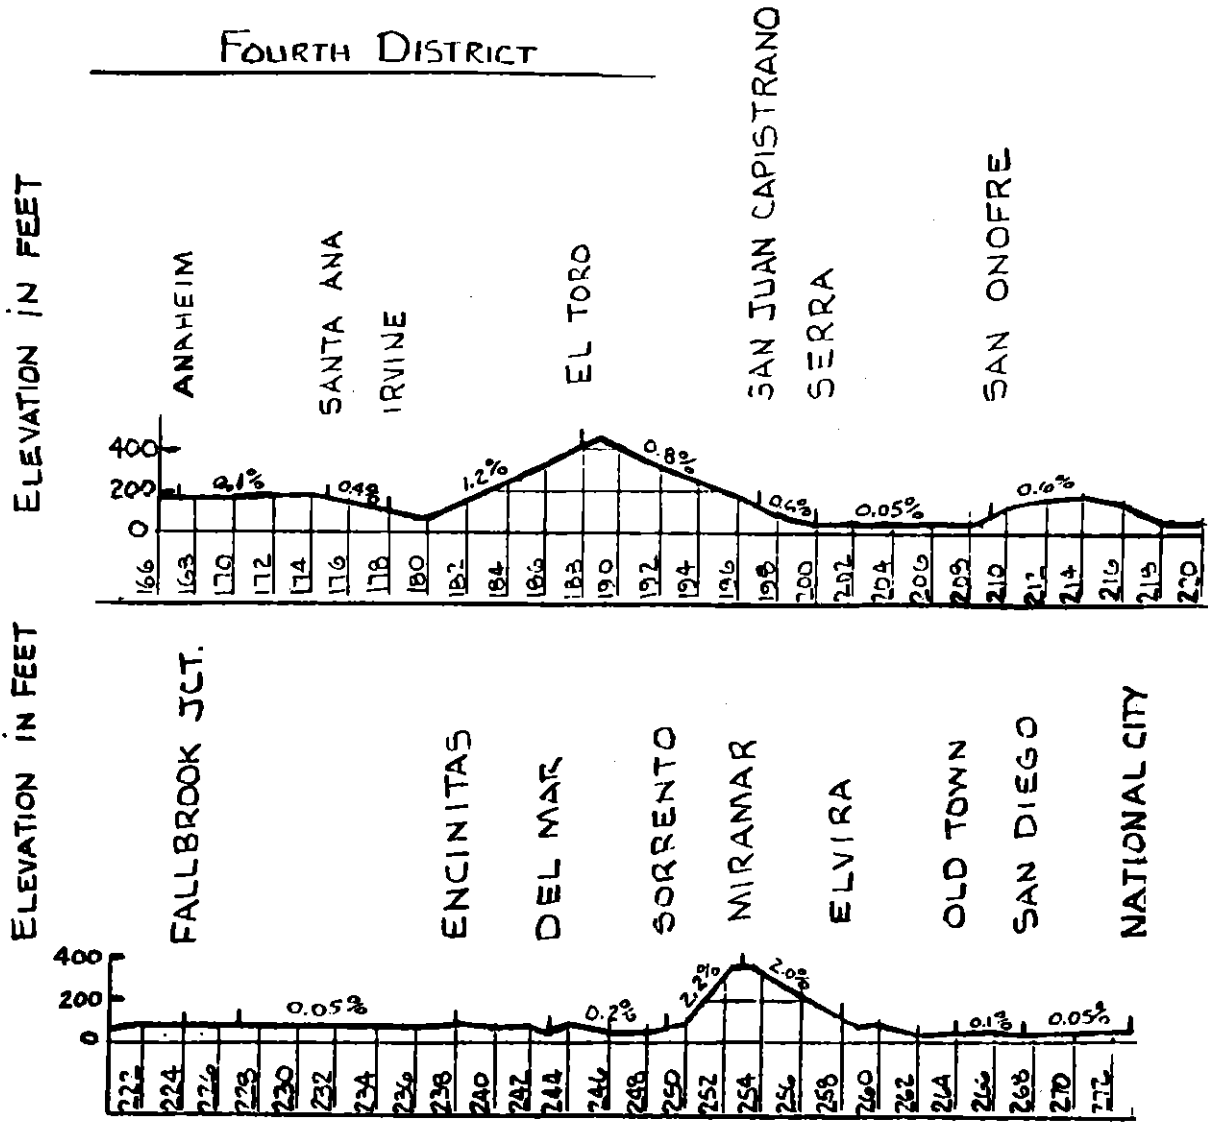 FOURTH DISTRICT
ELEVATION IN FEET
ANAHEIM
SANTA ANA
IRVINE
EL TORO
SAN JUAN CAPISTRANO
SERRA
SAN ONOFRE
400
200
0
0.1% 0.4% 1.2% 0.8% 0.05%
166 168 170 172 174 176 178 180 182 184 186 188 190 192 194 196 198 200 202 204 206 208 210 212 214 216 218 220
ELEVATION IN FEET
FALLBROOK JCT.
ENCINITAS
DEL MAR
SORRENTO
MIRAMAR
ELVIRA
OLD TOWN
SAN DIEGO
NATIONAL CITY
400
200
0
0.05% 0.2% 2.2% 2.0% 0.1% 0.05%
222 224 226 228 230 232 234 236 238 240 242 244 246 248 250 252 254 256 258 260 262 264 266 268 270